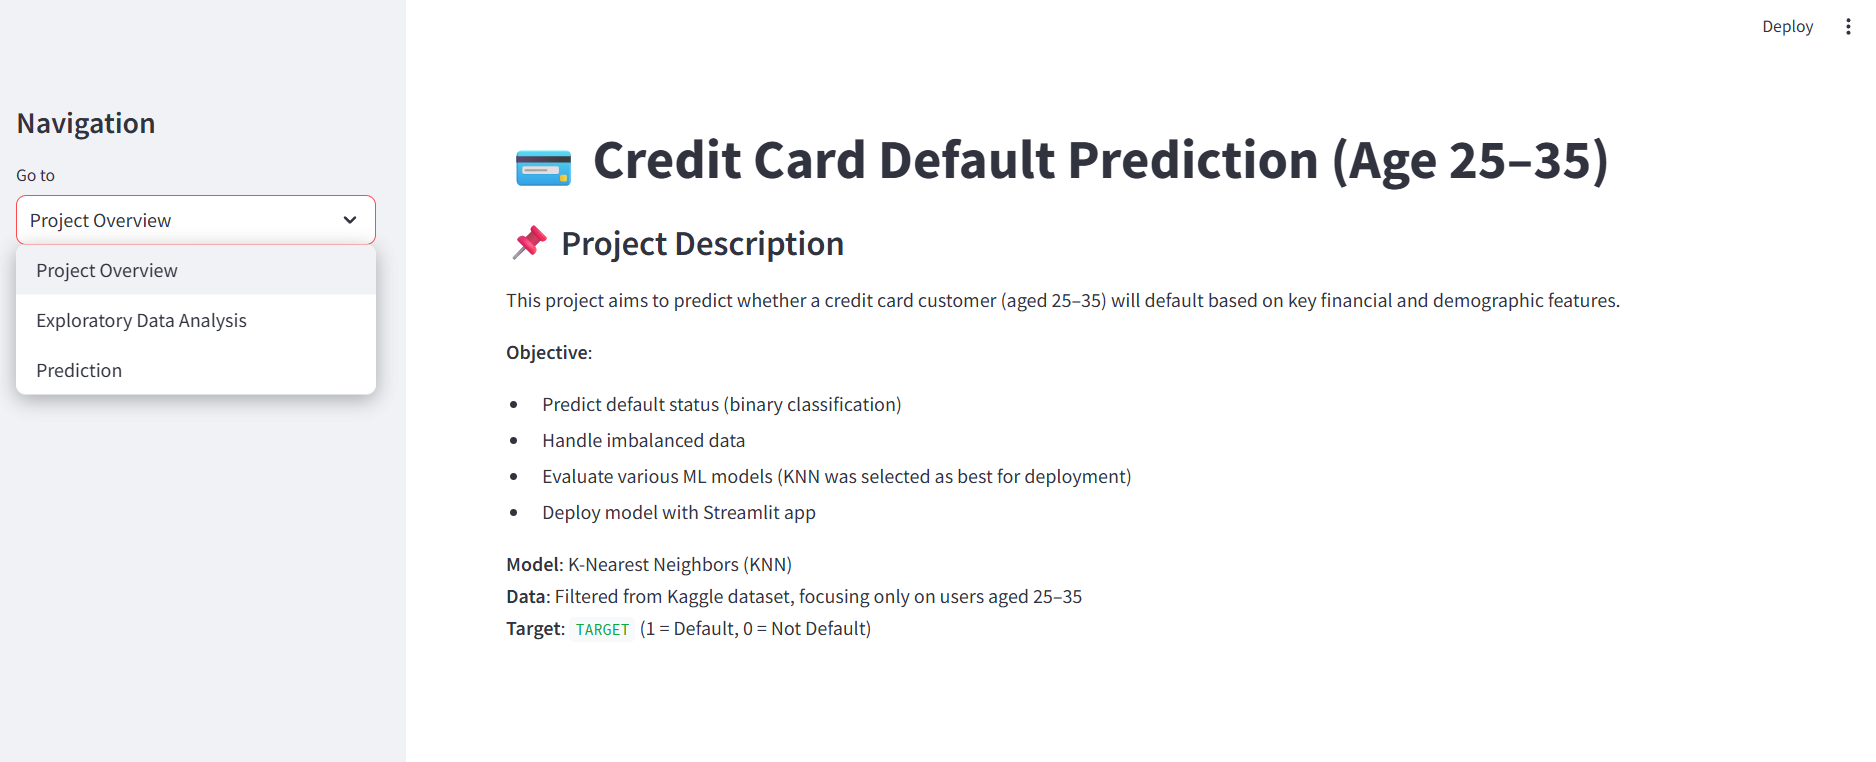 Deploy
Navigation
Go to
Project Overview
Project Overview
Exploratory Data Analysis
Prediction
Credit Card Default Prediction (Age 25–35)
Project Description
This project aims to predict whether a credit card customer (aged 25–35) will default based on key financial and demographic features.
Objective:
• Predict default status (binary classification)
• Handle imbalanced data
• Evaluate various ML models (KNN was selected as best for deployment)
• Deploy model with Streamlit app
Model: K-Nearest Neighbors (KNN)
Data: Filtered from Kaggle dataset, focusing only on users aged 25–35
Target: TARGET (1 = Default, 0 = Not Default)